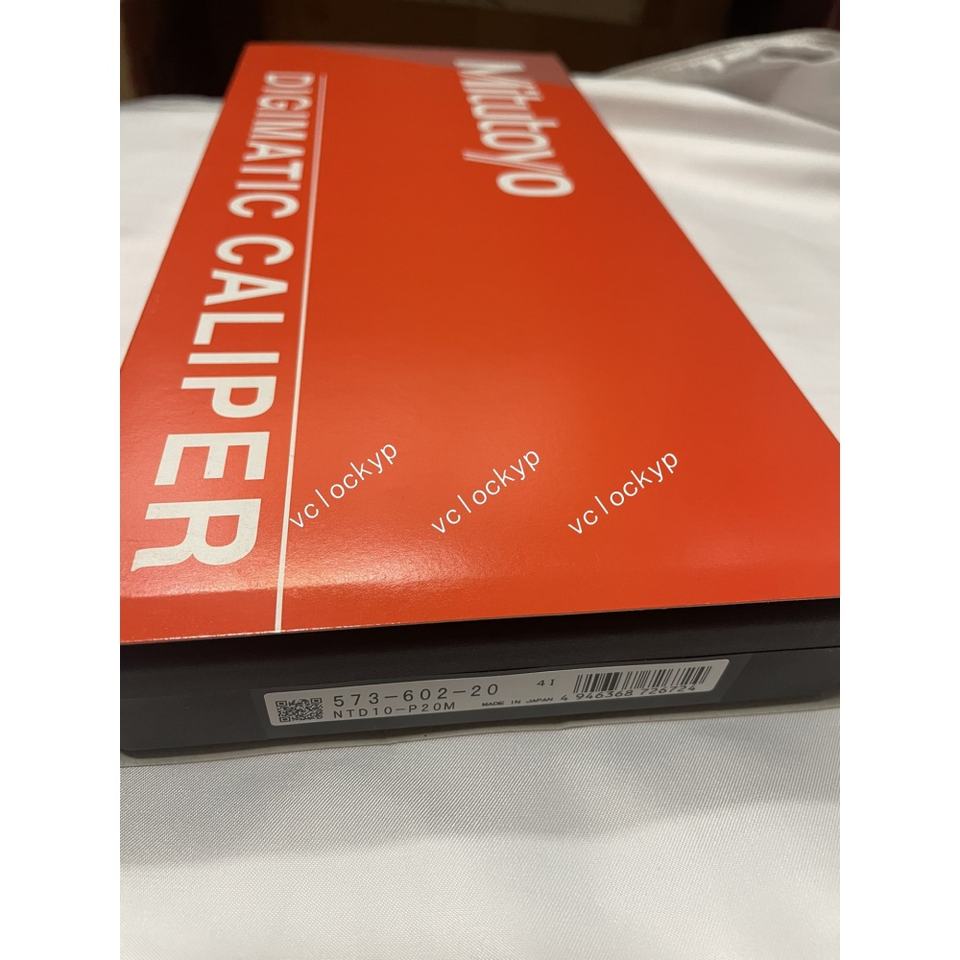 Mitutoyo
DIGIMATIC CALIPER
vclockyp
vclockyp
vclockyp
573-602-20
NTD10-P20M
41
MADE IN JAPAN
4 946368 726724